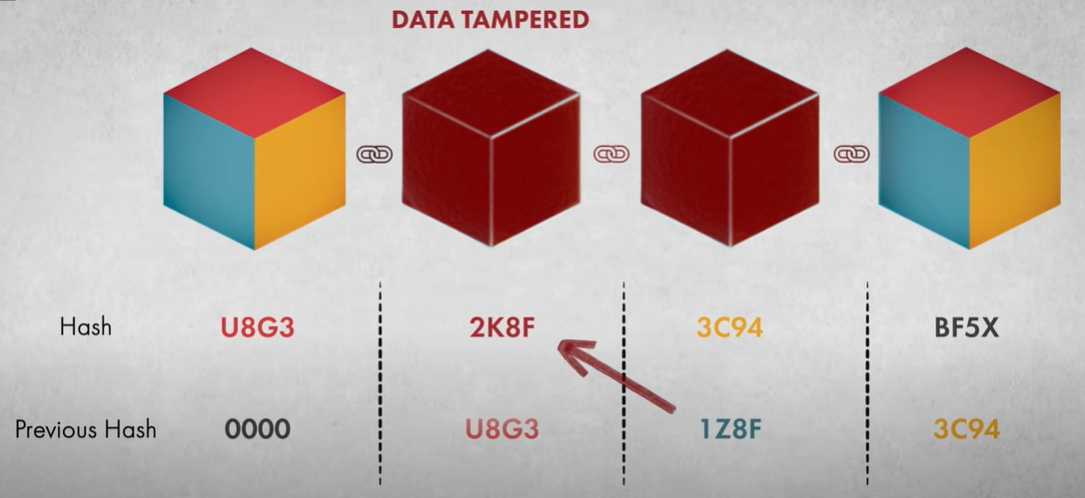 DATA TAMPERED
Hash U8G3 2K8F 3C94 BF5X
Previous Hash 0000 U8G3 1Z8F 3C94